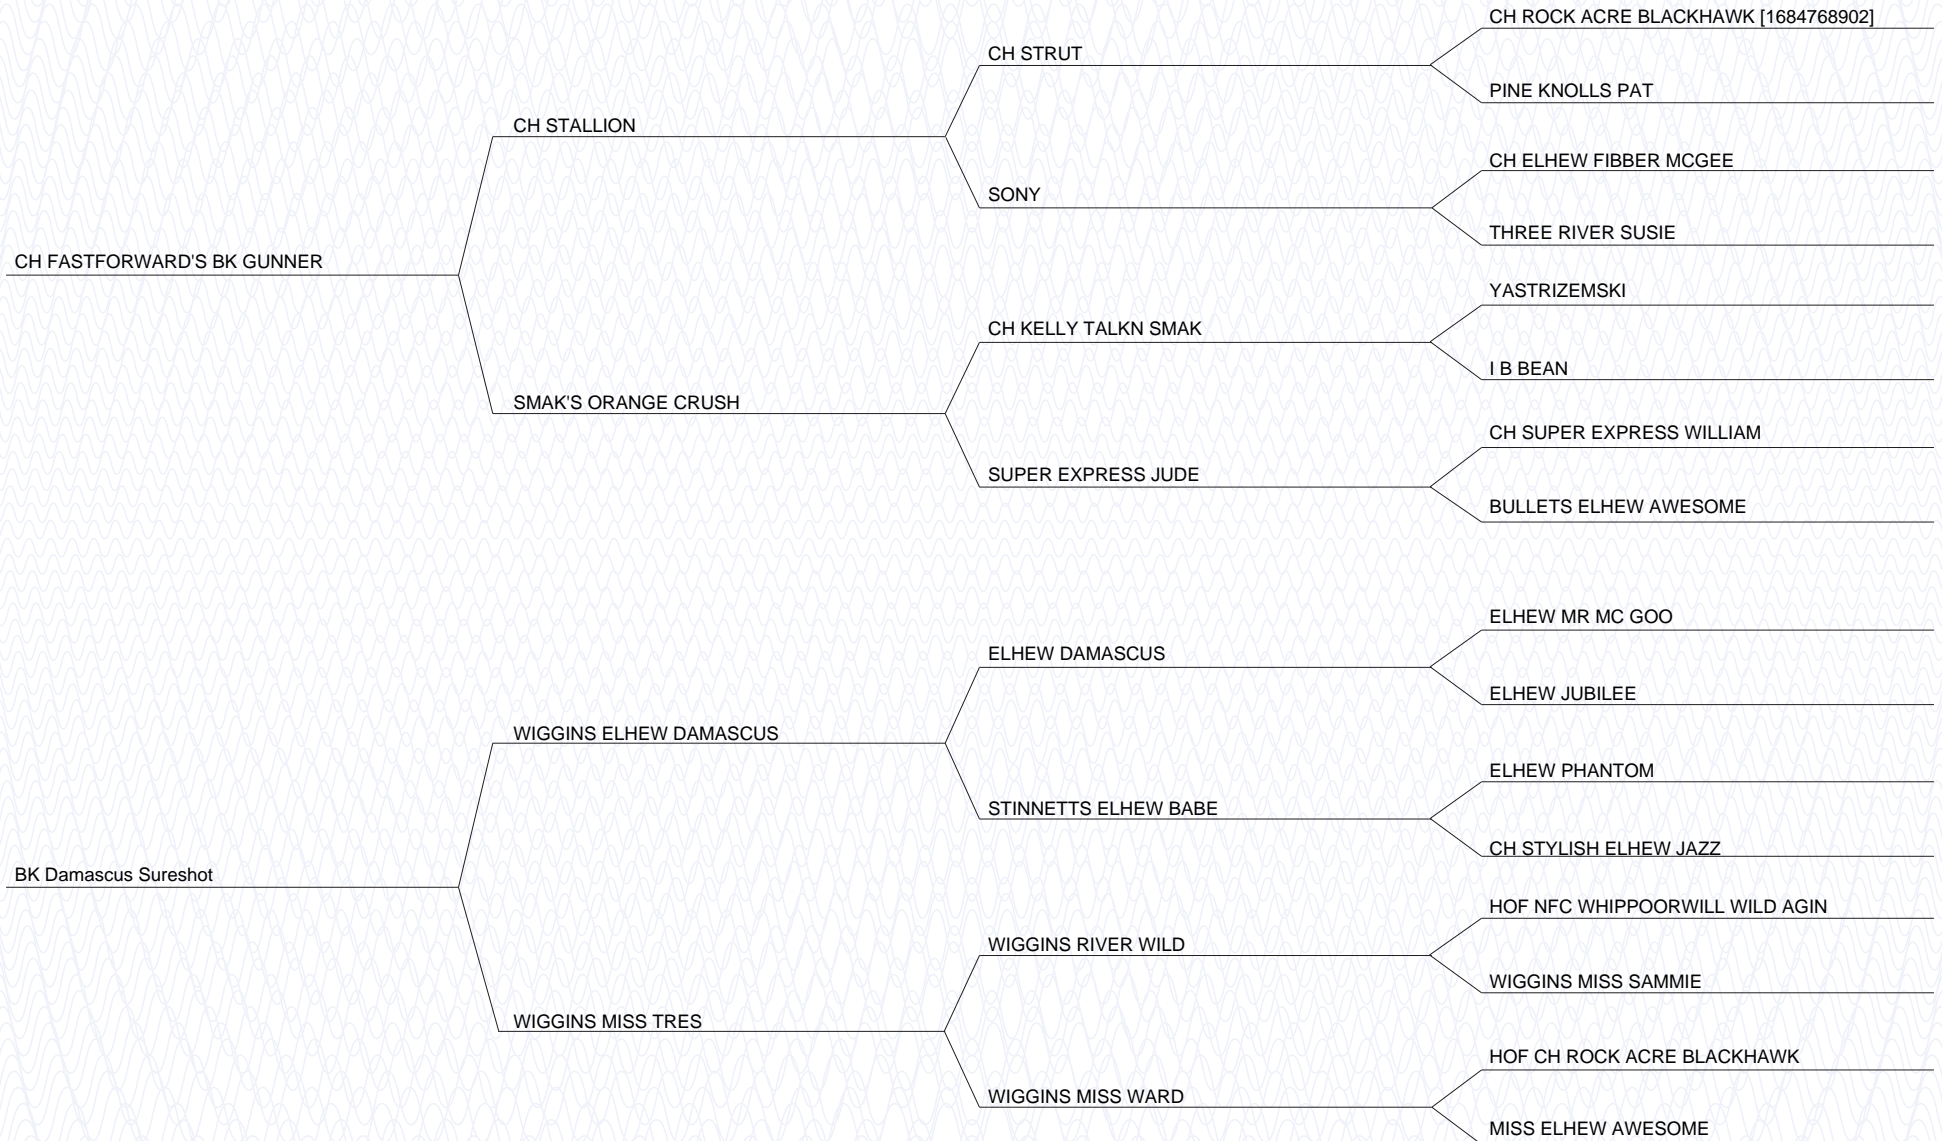 CH ROCK ACRE BLACKHAWK [1684768902]
CH STRUT
PINE KNOLLS PAT
CH STALLION
CH ELHEW FIBBER MCGEE
SONY
THREE RIVER SUSIE
CH FASTFORWARD'S BK GUNNER
YASTRIZEMSKI
CH KELLY TALKN SMAK
I B BEAN
SMAK'S ORANGE CRUSH
CH SUPER EXPRESS WILLIAM
SUPER EXPRESS JUDE
BULLETS ELHEW AWESOME
ELHEW MR MC GOO
ELHEW DAMASCUS
ELHEW JUBILEE
WIGGINS ELHEW DAMASCUS
ELHEW PHANTOM
STINNETTS ELHEW BABE
CH STYLISH ELHEW JAZZ
BK Damascus Sureshot
HOF NFC WHIPPOORWILL WILD AGIN
WIGGINS RIVER WILD
WIGGINS MISS SAMMIE
WIGGINS MISS TRES
HOF CH ROCK ACRE BLACKHAWK
WIGGINS MISS WARD
MISS ELHEW AWESOME